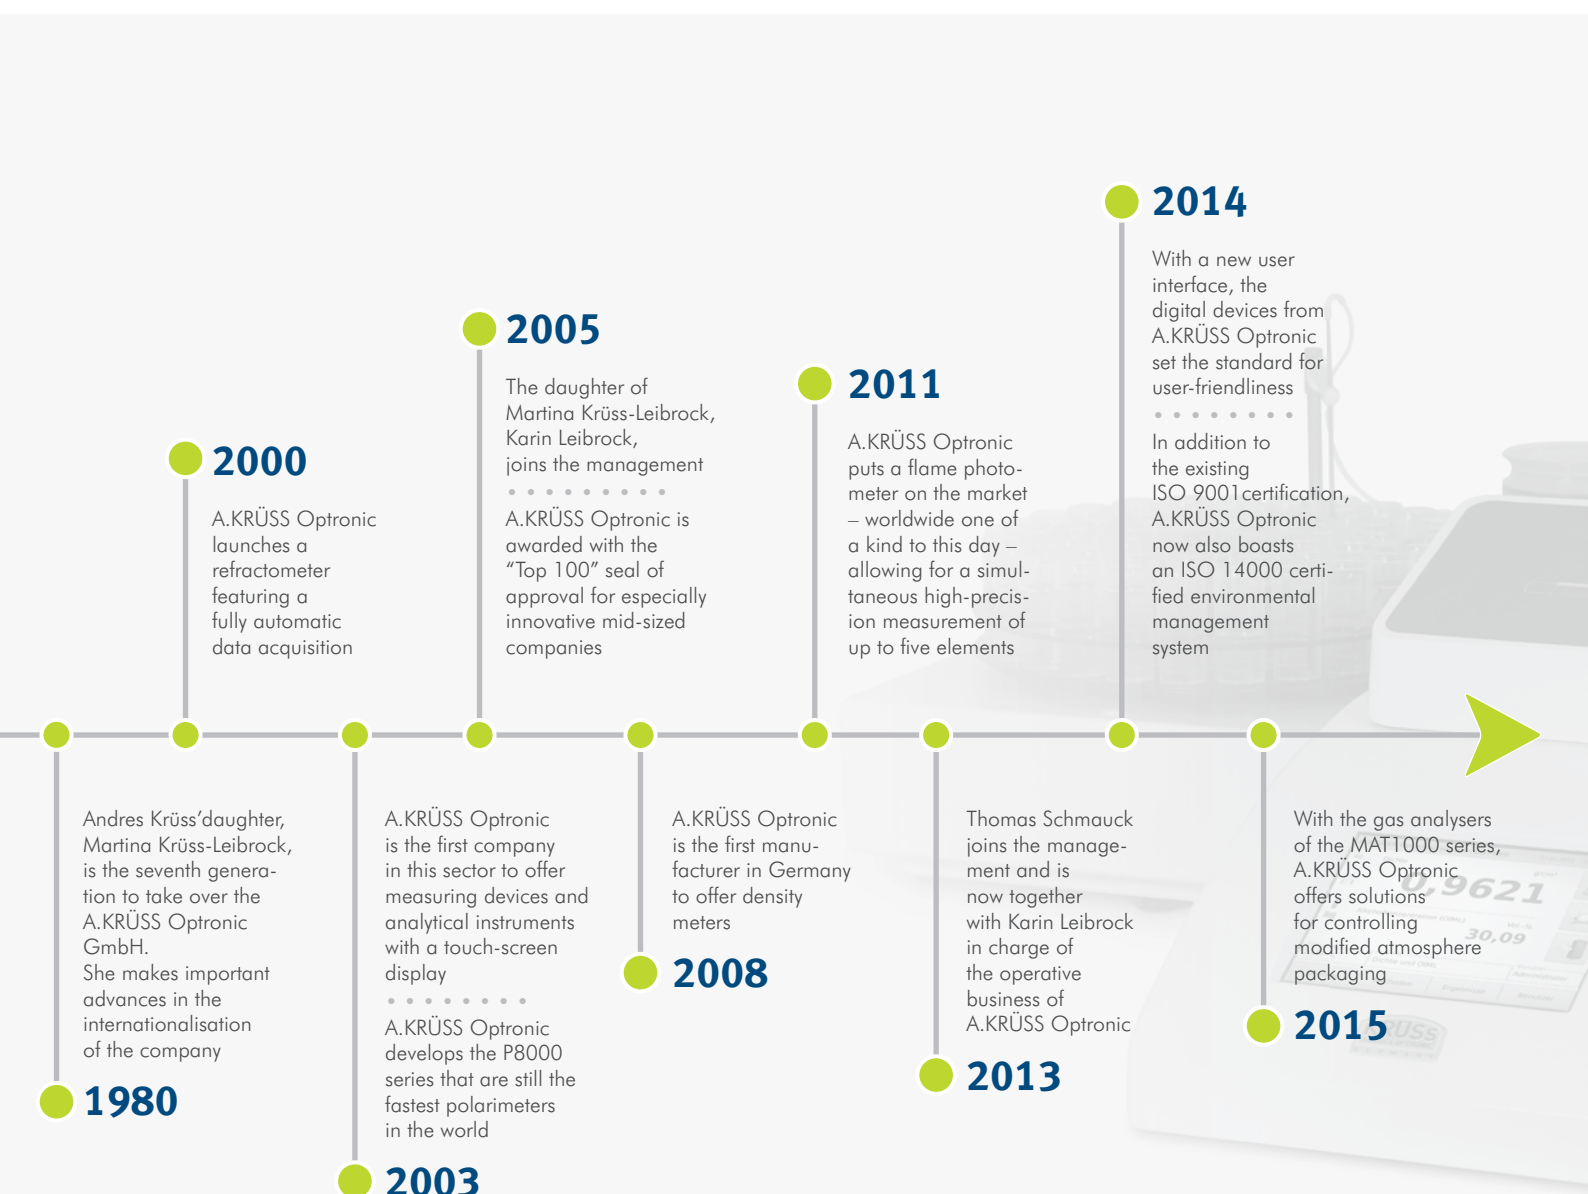 2014
With a new user
interface, the
digital devices from
A.KRÜSS Optronic
set the standard for
user-friendliness
In addition to
the existing
ISO 9001certification,
A.KRÜSS Optronic
now also boasts
an ISO 14000 certi-
fied environmental
management
system
2005
The daughter of
Martina Krüss-Leibrock,
Karin Leibrock,
joins the management
A.KRÜSS Optronic is
awarded with the
“Top 100” seal of
approval for especially
innovative mid-sized
companies
2011
A.KRÜSS Optronic
puts a flame photo-
meter on the market
– worldwide one of
a kind to this day –
allowing for a simul-
taneous high-precis-
ion measurement of
up to five elements
2000
A.KRÜSS Optronic
launches a
refractometer
featuring a
fully automatic
data acquisition
Andres Krüss’daughter,
Martina Krüss-Leibrock,
is the seventh genera-
tion to take over the
A.KRÜSS Optronic
GmbH.
She makes important
advances in the
internationalisation
of the company
1980
A.KRÜSS Optronic
is the first company
in this sector to offer
measuring devices and
analytical instruments
with a touch-screen
display
A.KRÜSS Optronic
develops the P8000
series that are still the
fastest polarimeters
in the world
2003
A.KRÜSS Optronic
is the first manu-
facturer in Germany
to offer density
meters
2008
Thomas Schmauck
joins the manage-
ment and is
now together
with Karin Leibrock
in charge of
the operative
business of
A.KRÜSS Optronic
2013
With the gas analysers
of the MAT1000 series,
A.KRÜSS Optronic
offers solutions
for controlling
modified atmosphere
packaging
2015
0,9621
30,09
KRÜSS